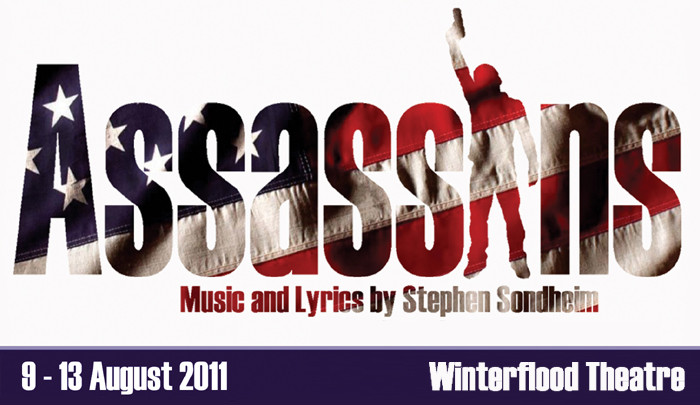 Assassins
Music and Lyrics by Stephen Sondheim
9 - 13 August 2011 Winterflood Theatre